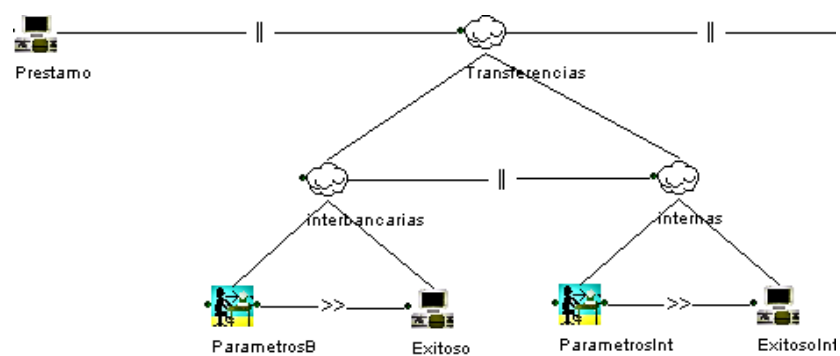 ||
||
Prestamo
Transferencias
||
interbancarias
internas
>>
>>
ParametrosB
Exitoso
ParametrosInt
ExitosoInt